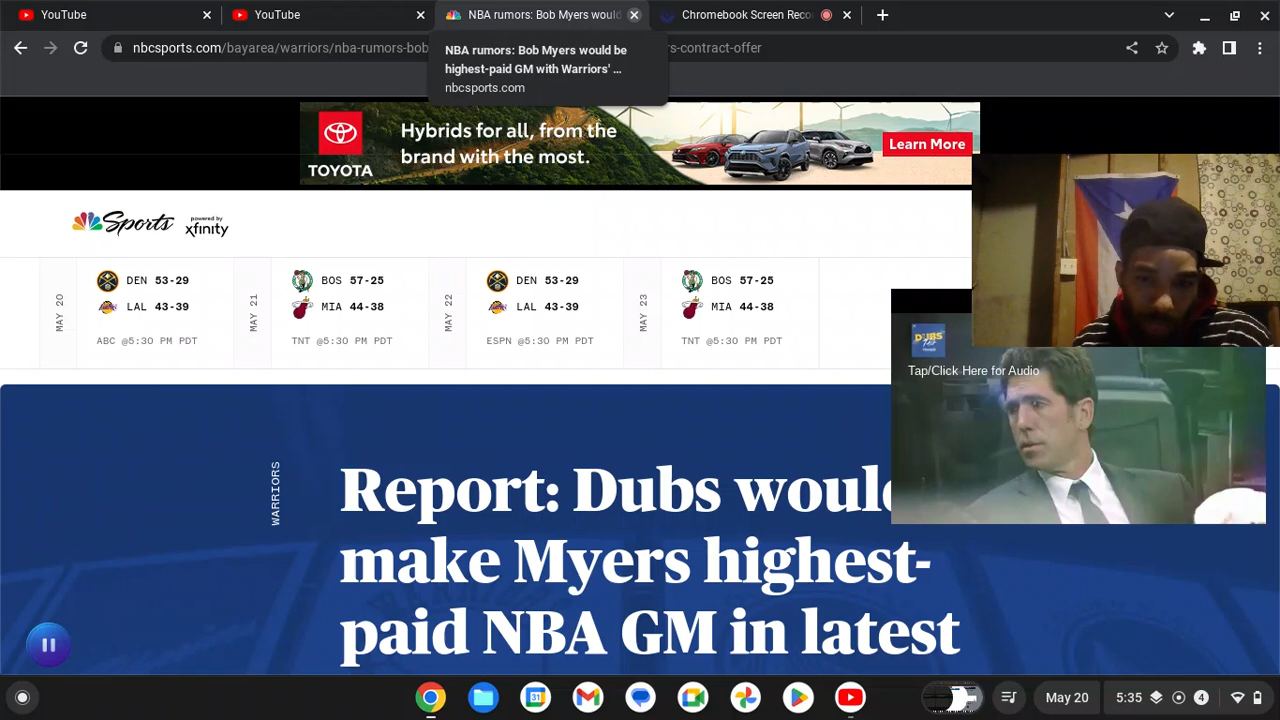 YouTube
YouTube
NBA rumors: Bob Myers would
Chromebook Screen Reco
nbcsports.com/bayarea/warriors/nba-rumors-bob
s-contract-offer
NBA rumors: Bob Myers would be
highest-paid GM with Warriors' ...
nbcsports.com
TOYOTA
Hybrids for all, from the
brand with the most.
Learn More
Sports
powered by
xfinity
MAY 20
DEN 53-29
LAL 43-39
ABC @5:30 PM PDT
MAY 21
BOS 57-25
MIA 44-38
TNT @5:30 PM PDT
MAY 22
DEN 53-29
LAL 43-39
ESPN @5:30 PM PDT
MAY 23
BOS 57-25
MIA 44-38
TNT @5:30 PM PDT
DUBS
Tap/Click Here for Audio
WARRIORS
Report: Dubs would
make Myers highest-
paid NBA GM in latest
31
May 20
5:35
4